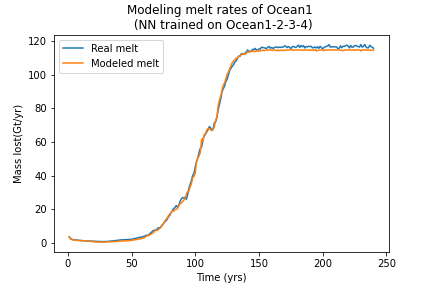 Modeling melt rates of Ocean1
(NN trained on Ocean1-2-3-4)
Real melt
Modeled melt
Mass lost(Gt/yr)
120
100
80
60
40
20
0
0 50 100 150 200 250
Time (yrs)